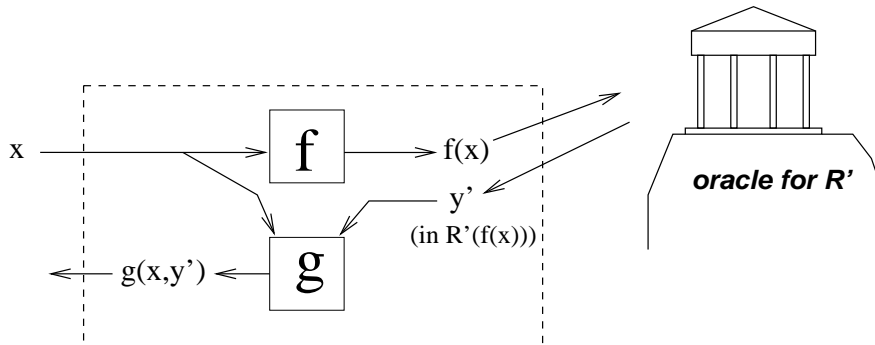 x
f
f(x)
oracle for R'
y'
(in R'(f(x)))
g(x,y')
g